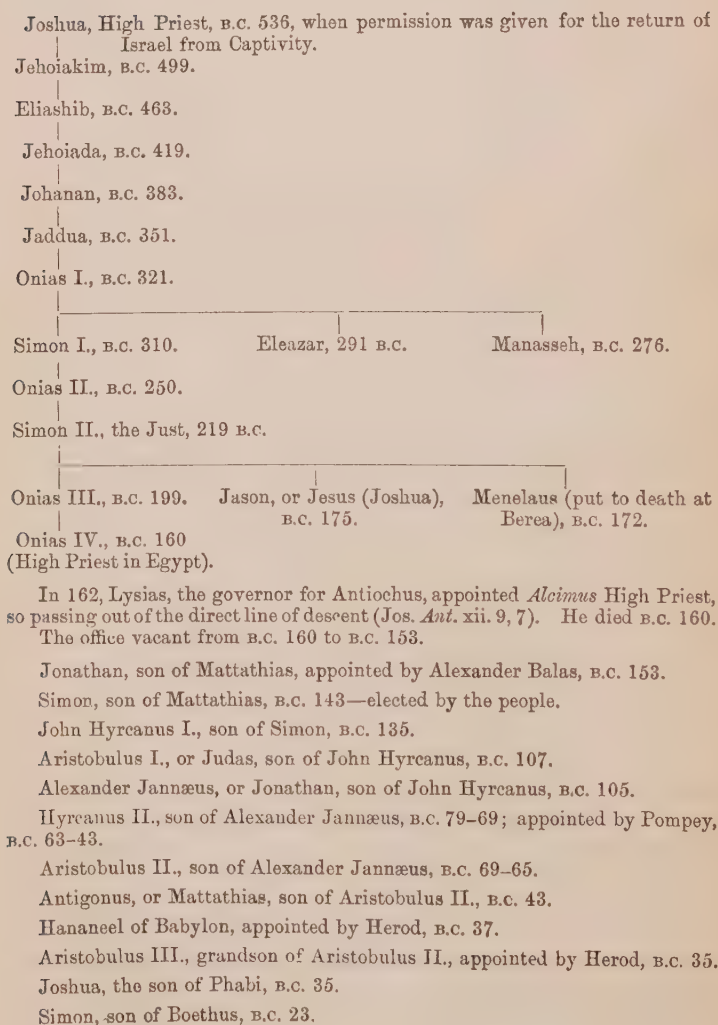 Joshua, High Priest, B.C. 536, when permission was given for the return of
Israel from Captivity.
Jehoiakim, B.C. 499.
Eliashib, B.C. 463.
Jehoiada, B.C. 419.
Johanan, B.C. 383.
Jaddua, B.C. 351.
Onias I., B.C. 321.
Simon I., B.C. 310. Eleazar, 291 B.C. Manasseh, B.C. 276.
Onias II., B.C. 250.
Simon II., the Just, 219 B.C.
Onias III., B.C. 199. Jason, or Jesus (Joshua), Menelaus (put to death at
B.C. 175. Berea), B.C. 172.
Onias IV., B.C. 160
(High Priest in Egypt).
In 162, Lysias, the governor for Antiochus, appointed Alcimus High Priest,
so passing out of the direct line of descent (Jos. Ant. xii. 9, 7). He died B.C. 160.
The office vacant from B.C. 160 to B.C. 153.
Jonathan, son of Mattathias, appointed by Alexander Balas, B.C. 153.
Simon, son of Mattathias, B.C. 143—elected by the people.
John Hyrcanus I., son of Simon, B.C. 135.
Aristobulus I., or Judas, son of John Hyrcanus, B.C. 107.
Alexander Jannæus, or Jonathan, son of John Hyrcanus, B.C. 105.
Hyrcanus II., son of Alexander Jannæus, B.C. 79–69; appointed by Pompey,
B.C. 63–43.
Aristobulus II., son of Alexander Jannæus, B.C. 69–65.
Antigonus, or Mattathias, son of Aristobulus II., B.C. 43.
Hananeel of Babylon, appointed by Herod, B.C. 37.
Aristobulus III., grandson of Aristobulus II., appointed by Herod, B.C. 35.
Joshua, the son of Phabi, B.C. 35.
Simon, son of Boethus, B.C. 23.